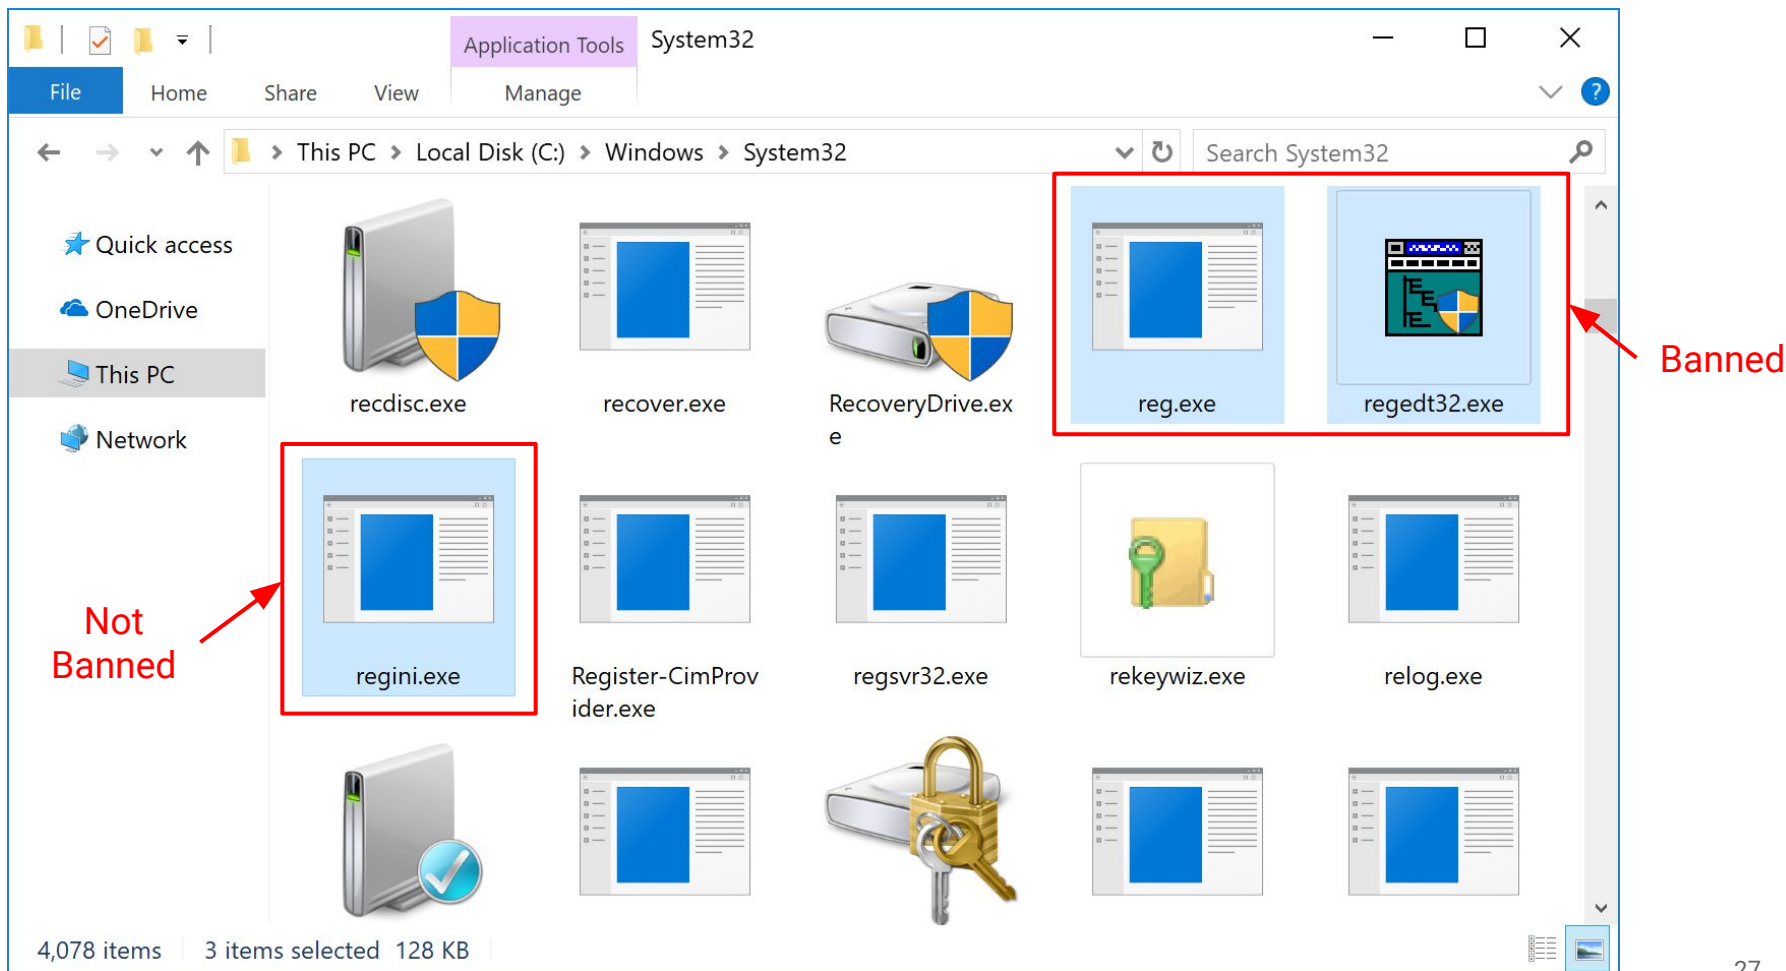 Application Tools
System32
File
Home
Share
View
Manage
?
This PC
Local Disk (C:)
Windows
System32
Search System32
Quick access
OneDrive
This PC
Network
recdisc.exe
recover.exe
RecoveryDrive.ex
e
reg.exe
regedt32.exe
Banned
Not
Banned
regini.exe
Register-CimProv
ider.exe
regsvr32.exe
rekeywiz.exe
relog.exe
4,078 items
3 items selected 128 KB
27